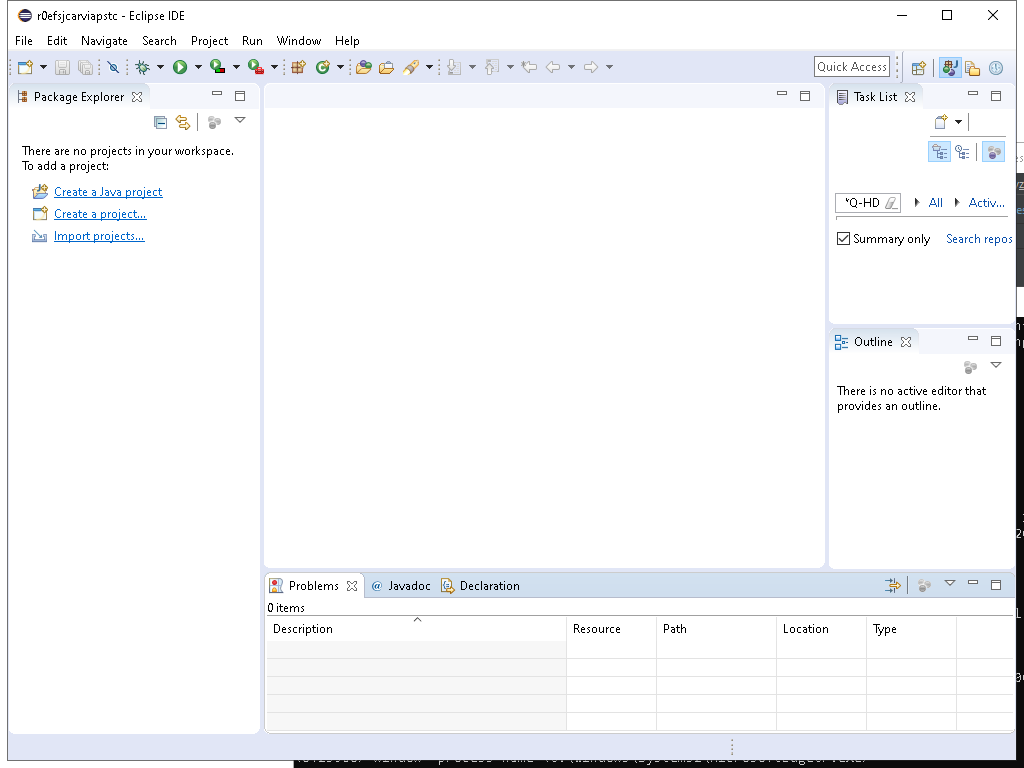 r0efsjcarviapstc - Eclipse IDE
File Edit Navigate Search Project Run Window Help
Quick Access
Package Explorer
Task List
There are no projects in your workspace.
To add a project:
Create a Java project
Create a project...
Import projects...
*Q-HD
All
Activ...
Summary only
Search repos
Outline
There is no active editor that
provides an outline.
Problems
@ Javadoc
Declaration
0 items
Description Resource Path Location Type